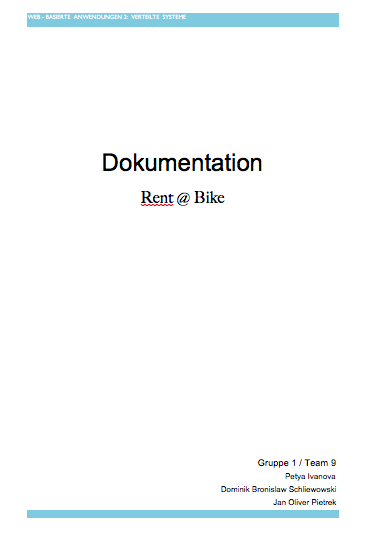 WEB - BASIERTE ANWENDUNGEN 2: VERTEILTE SYSTEME
Dokumentation
Rent @ Bike
Gruppe 1 / Team 9
Petya Ivanova
Dominik Bronislaw Schliewowski
Jan Oliver Pietrek